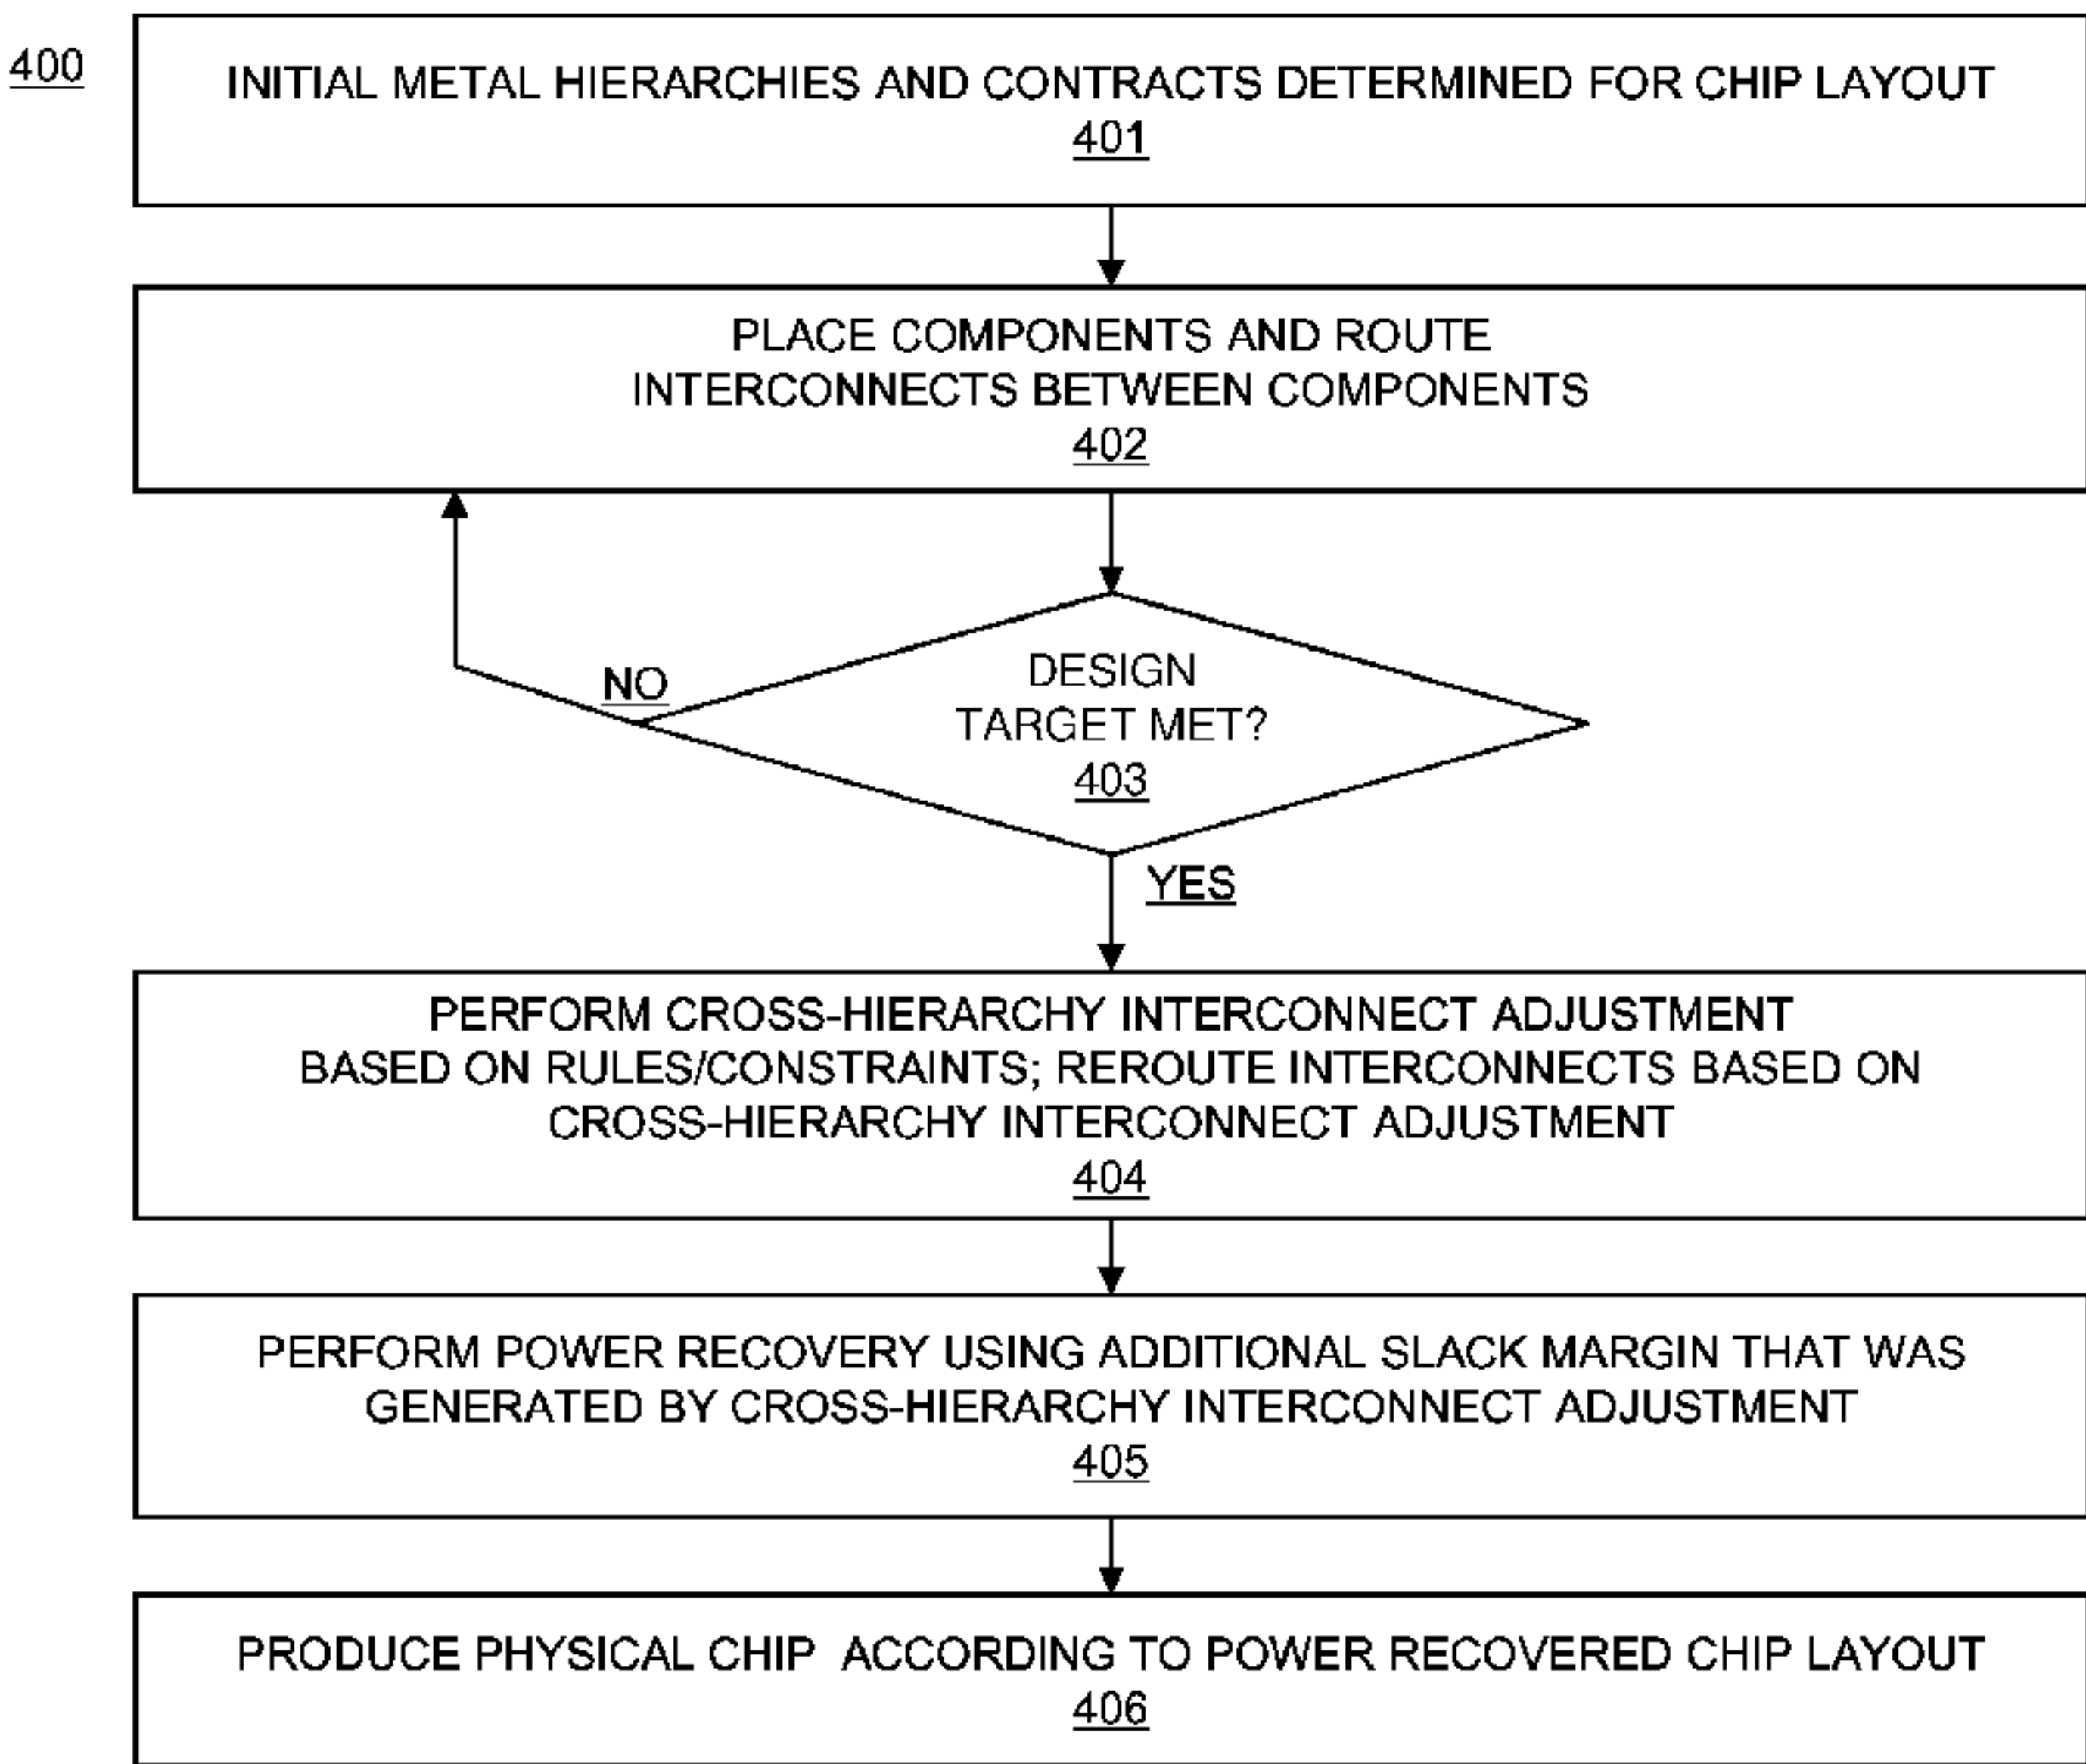 400
INITIAL METAL HIERARCHIES AND CONTRACTS DETERMINED FOR CHIP LAYOUT
401
PLACE COMPONENTS AND ROUTE
INTERCONNECTS BETWEEN COMPONENTS
402
DESIGN
TARGET MET?
403
NO
YES
PERFORM CROSS-HIERARCHY INTERCONNECT ADJUSTMENT
BASED ON RULES/CONSTRAINTS; REROUTE INTERCONNECTS BASED ON
CROSS-HIERARCHY INTERCONNECT ADJUSTMENT
404
PERFORM POWER RECOVERY USING ADDITIONAL SLACK MARGIN THAT WAS
GENERATED BY CROSS-HIERARCHY INTERCONNECT ADJUSTMENT
405
PRODUCE PHYSICAL CHIP ACCORDING TO POWER RECOVERED CHIP LAYOUT
406